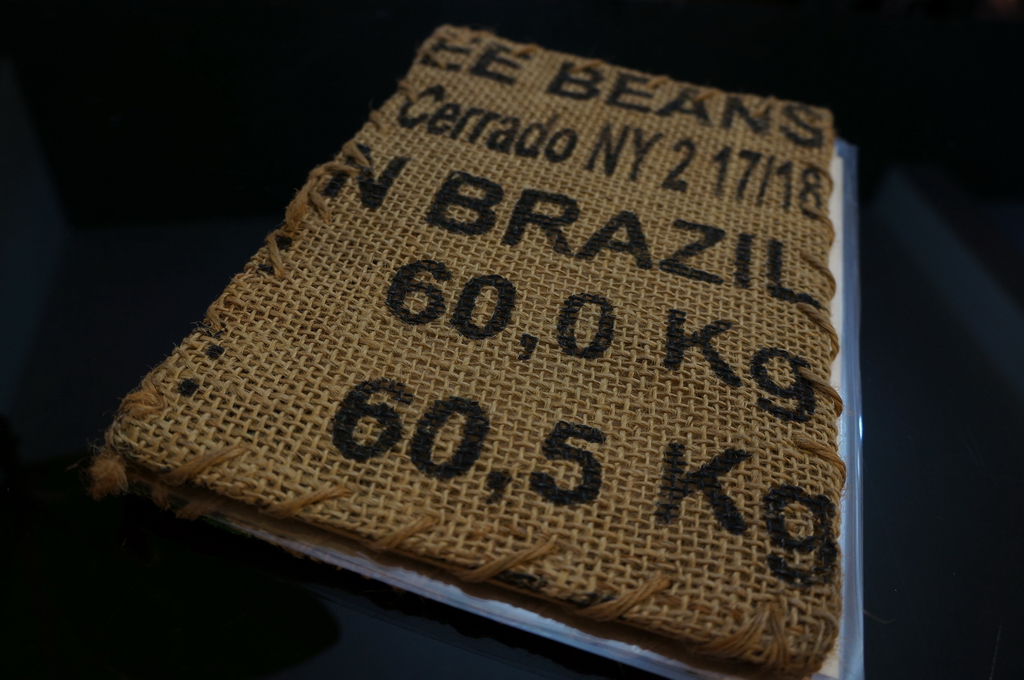 EE BEANS
Cerrado NY 2 17/18
N BRAZIL
60,0 Kg
: 60,5 Kg